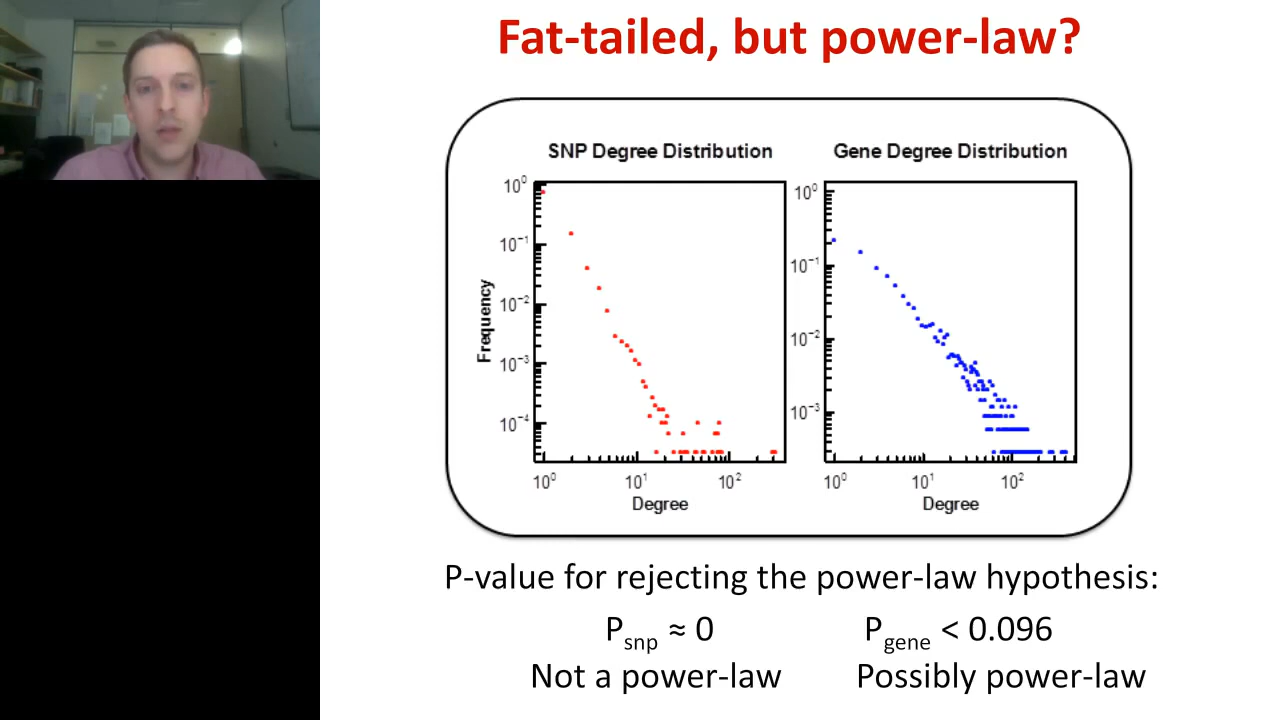 Fat-tailed, but power-law?
SNP Degree Distribution
Gene Degree Distribution
10⁰
10⁻¹
10⁻²
10⁻³
10⁻⁴
Frequency
10⁰ 10¹ 10²
Degree
10⁰
10⁻¹
10⁻²
10⁻³
10⁰ 10¹ 10²
Degree
P-value for rejecting the power-law hypothesis:
Psnp ≈ 0
Pgene < 0.096
Not a power-law
Possibly power-law